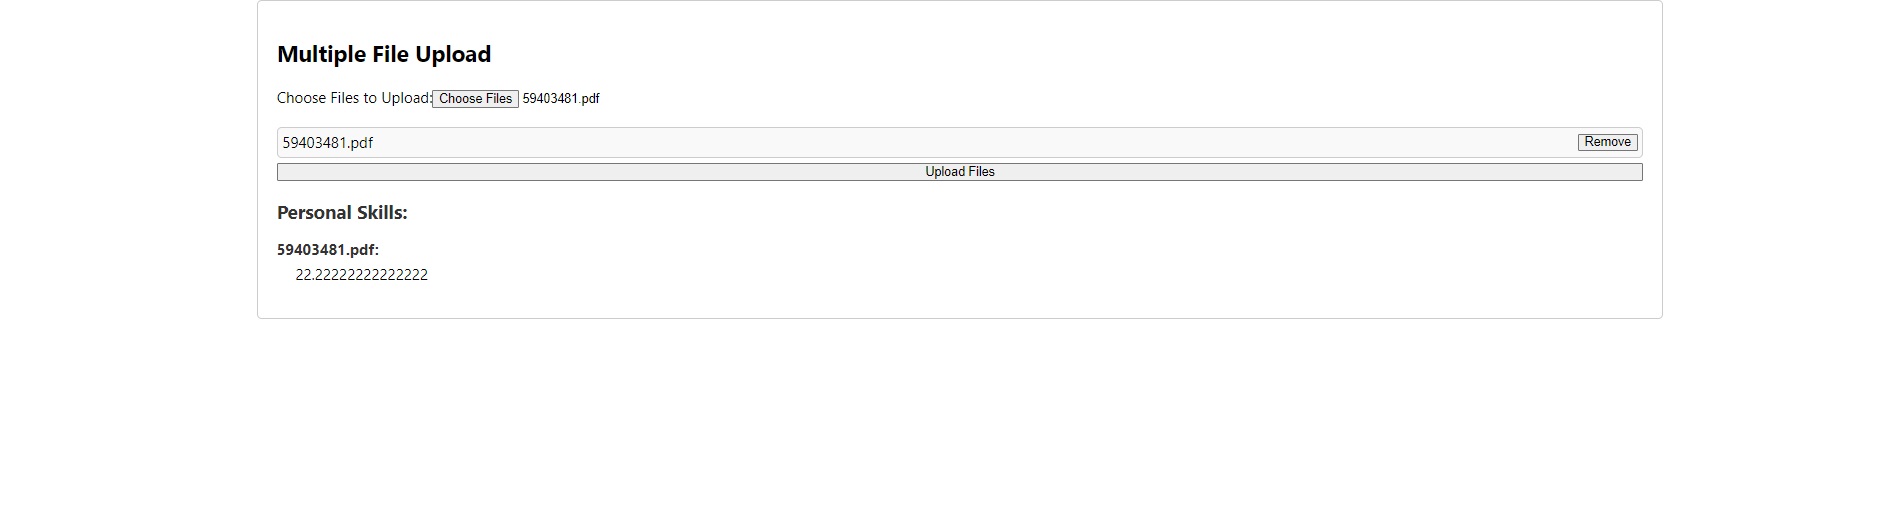 Multiple File Upload
Choose Files to Upload:Choose Files 59403481.pdf
59403481.pdf Remove
Upload Files
Personal Skills:
59403481.pdf:
22.22222222222222